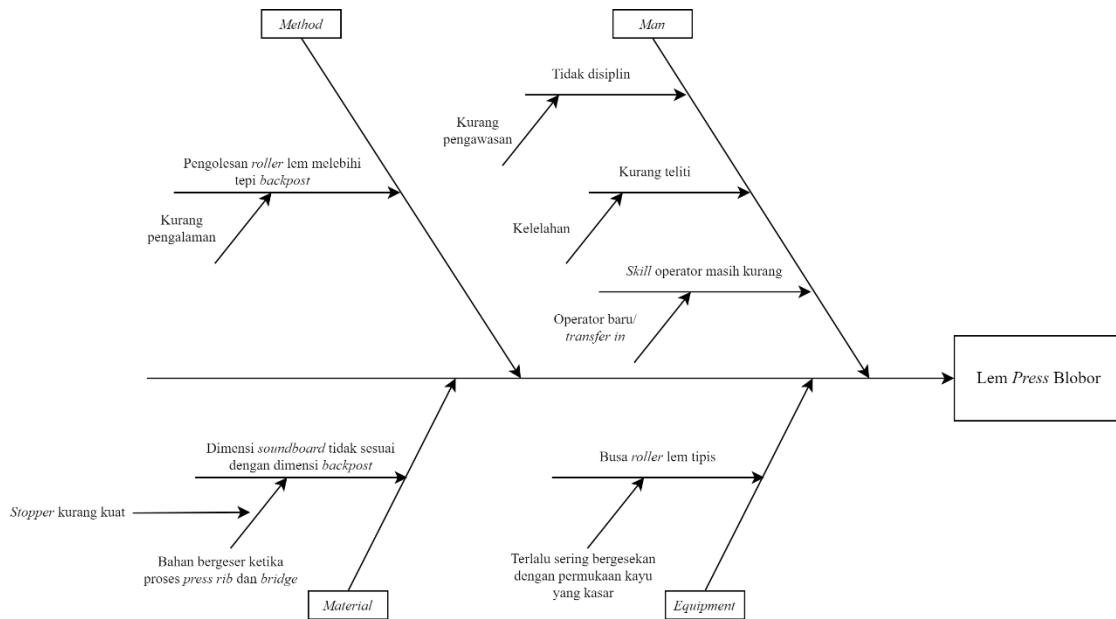 Method
Man
Tidak disiplin
Kurang
pengawasan
Pengolesan roller lem melebihi
tepi backpost
Kurang teliti
Kurang
pengalaman
Kelelahan
Skill operator masih kurang
Operator baru/
transfer in
Lem Press Blobor
Dimensi soundboard tidak sesuai
dengan dimensi backpost
Busa roller lem tipis
Stopper kurang kuat
Bahan bergeser ketika
proses press rib dan bridge
Terlalu sering bergesekan
dengan permukaan kayu
yang kasar
Material
Equipment